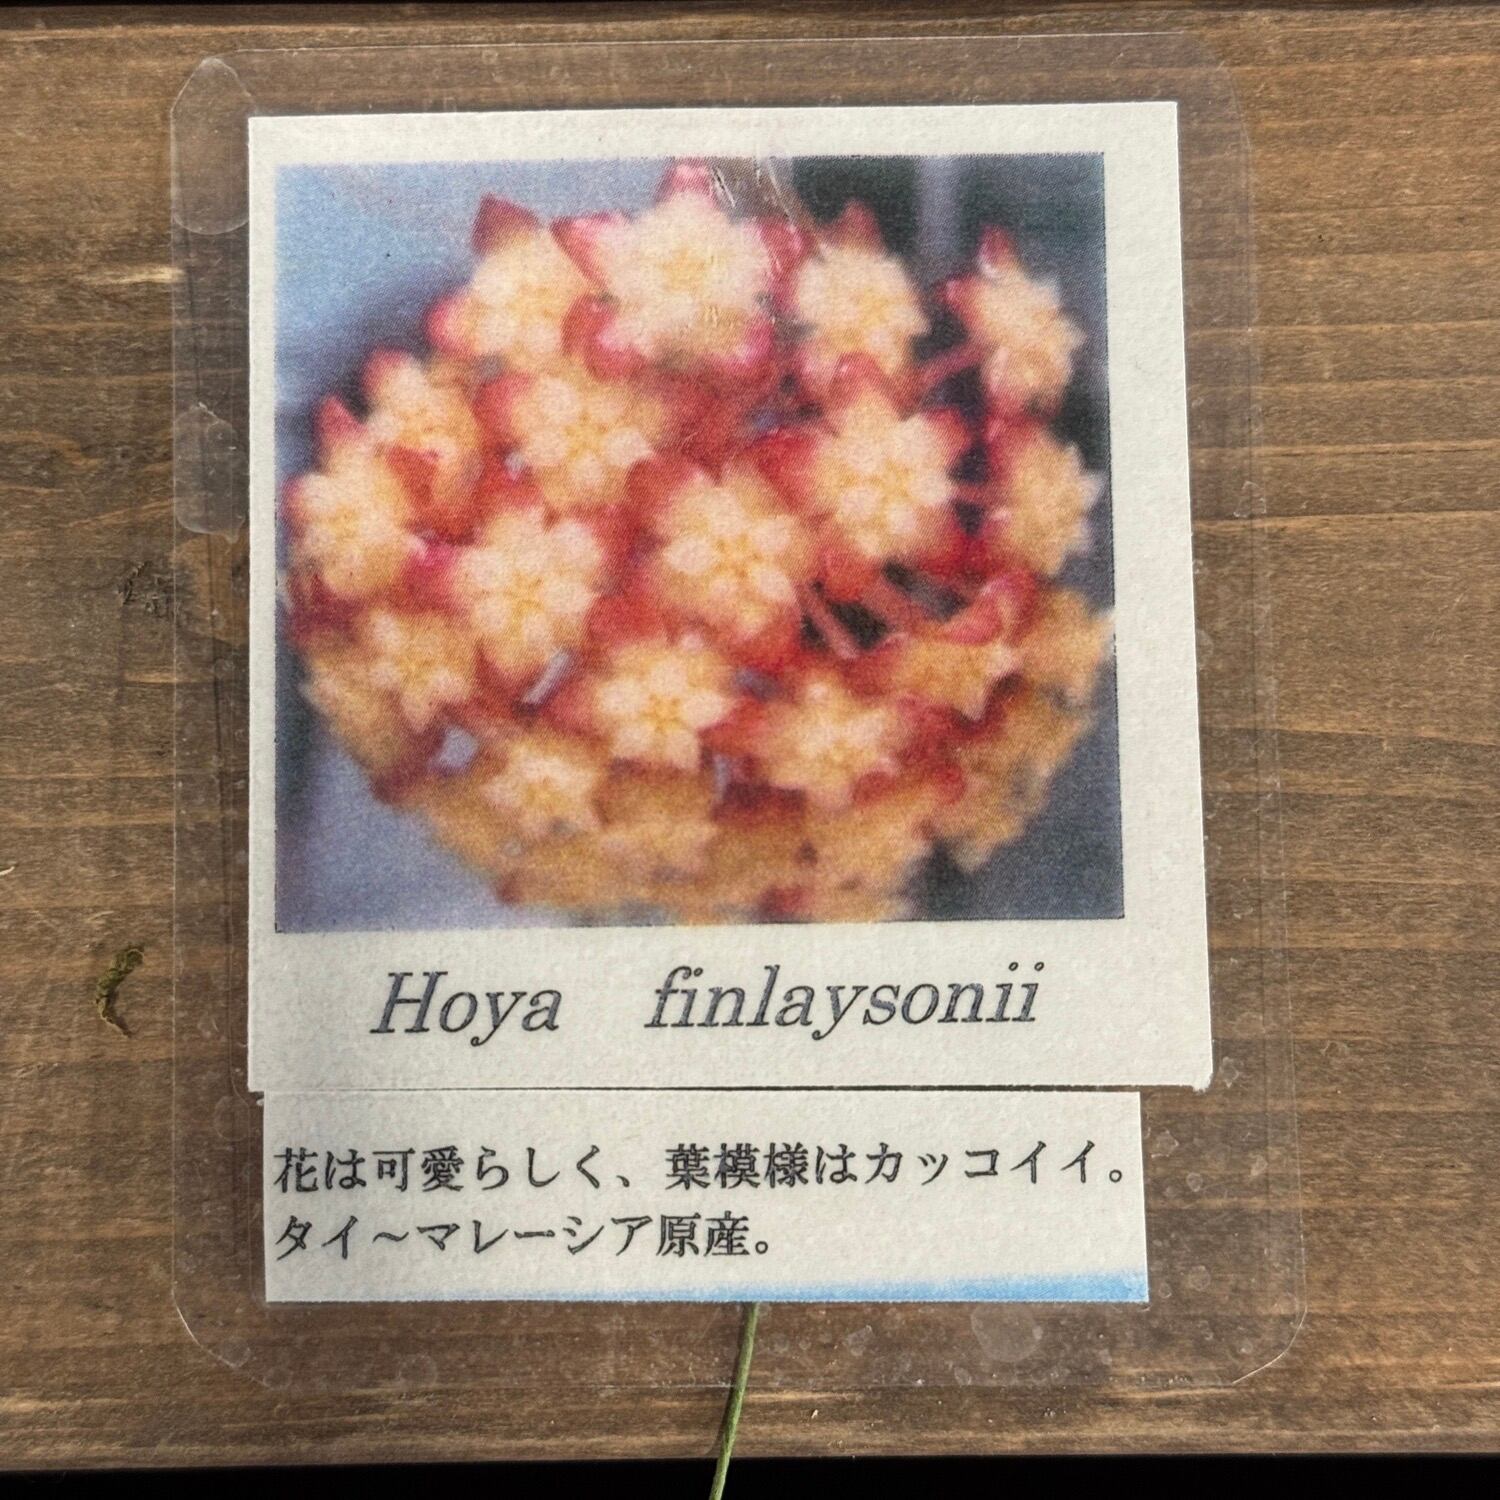 Hoya finlaysonii
花は可愛らしく、葉模様はカッコイイ。
タイ～マレーシア原産。